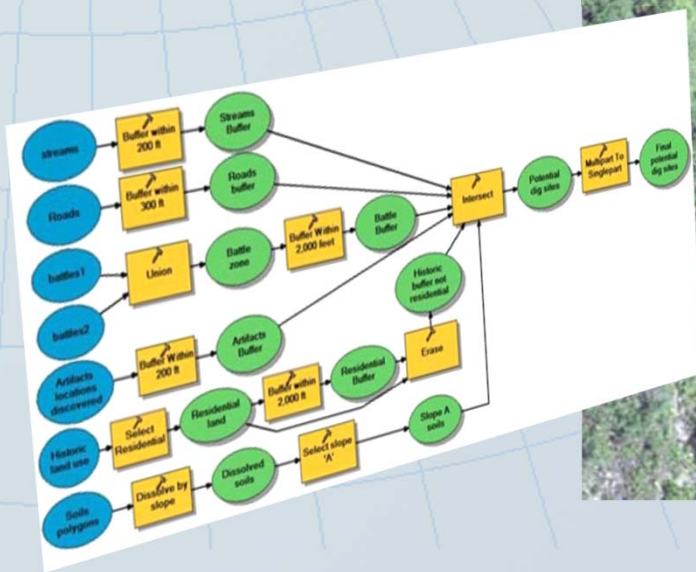 streams
Buffer within
200 ft
Streams
Buffer
Roads
Buffer within
300 ft
Roads
buffer
battles1
battles2
Union
Battle
zone
Buffer Within
2,000 feet
Battle
Buffer
Artifacts
locations
discovered
Buffer Within
200 ft
Artifacts
Buffer
Historic
land use
Select
Residential
Residential
land
Buffer within
2,000 ft
Residential
Buffer
Erase
Historic
buffer not
residential
Soils
polygons
Dissolve by
slope
Dissolved
soils
Select slope
'A'
Slope A
soils
Intersect
Potential
dig sites
Multipart To
Singlepart
Final
potential
dig sites